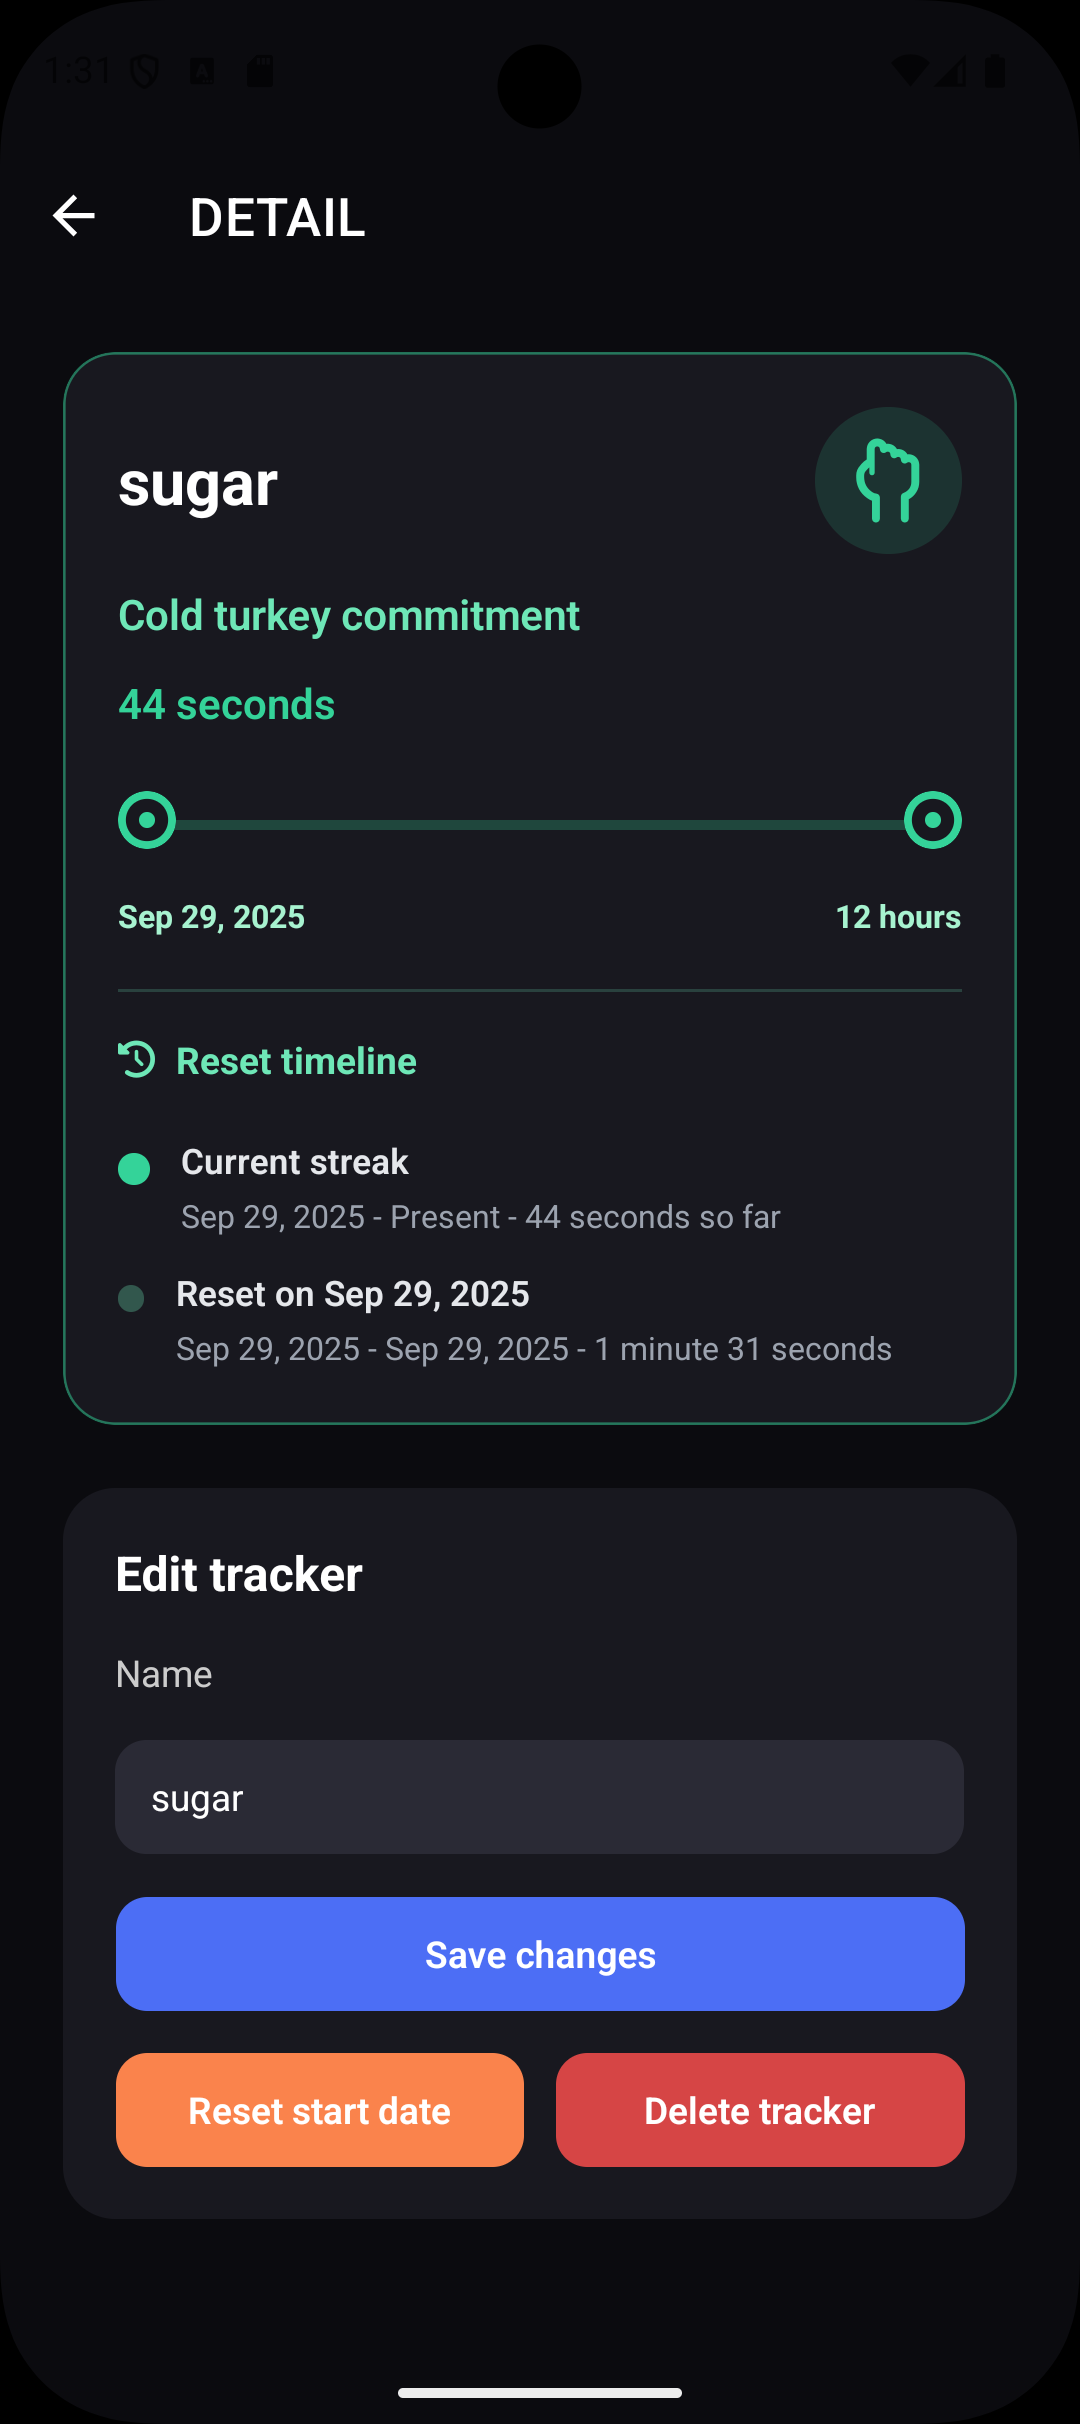 1:31
DETAIL
sugar
Cold turkey commitment
44 seconds
Sep 29, 2025
12 hours
Reset timeline
Current streak
Sep 29, 2025 - Present - 44 seconds so far
Reset on Sep 29, 2025
Sep 29, 2025 - Sep 29, 2025 - 1 minute 31 seconds
Edit tracker
Name
sugar
Save changes
Reset start date
Delete tracker